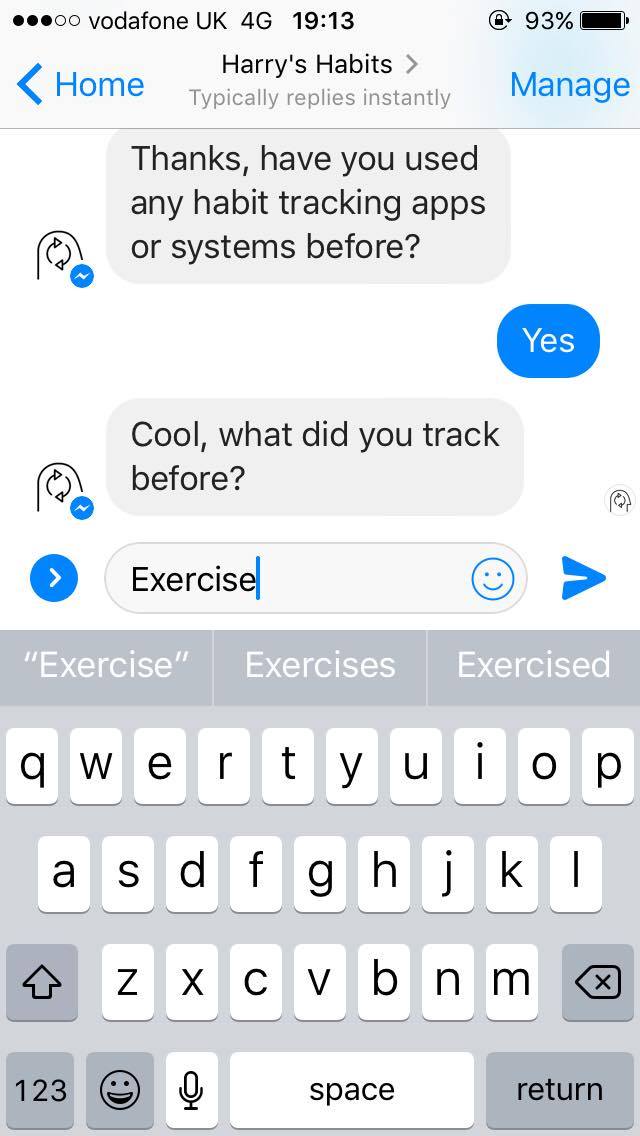 vodafone UK 4G 19:13 93%
Home Harry's Habits Manage
Typically replies instantly
Thanks, have you used
any habit tracking apps
or systems before?
Yes
Cool, what did you track
before?
Exercise
“Exercise” Exercises Exercised
q w e r t y u i o p
a s d f g h j k l
z x c v b n m
123 space return